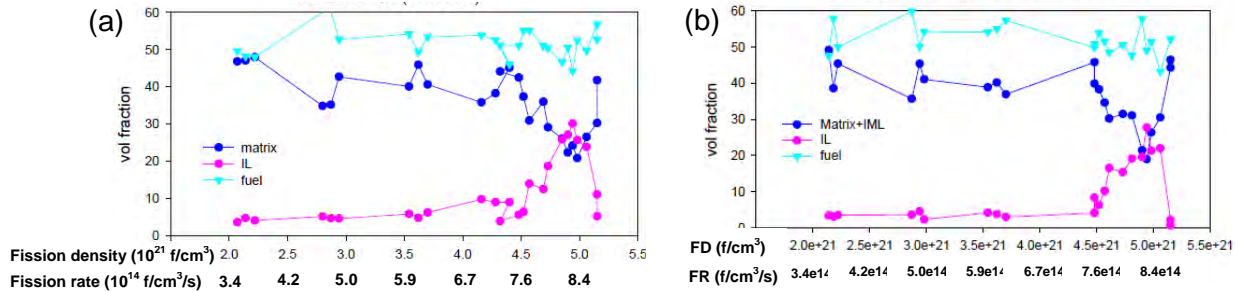 (a)
60
50
40
30
20
10
0
vol fraction
matrix
IL
fuel
1.5 2.0 2.5 3.0 3.5 4.0 4.5 5.0 5.5
Fission density (10²¹ f/cm³)
Fission rate (10¹⁴ f/cm³/s) 3.4 4.2 5.0 5.9 6.7 7.6 8.4
(b)
60
50
40
30
20
10
0
vol fraction
Matrix+IML
IL
fuel
2.0e+21 2.5e+21 3.0e+21 3.5e+21 4.0e+21 4.5e+21 5.0e+21 5.5e+21
FD (f/cm³)
FR (f/cm³/s) 3.4e14 4.2e14 5.0e14 5.9e14 6.7e14 7.6e14 8.4e14